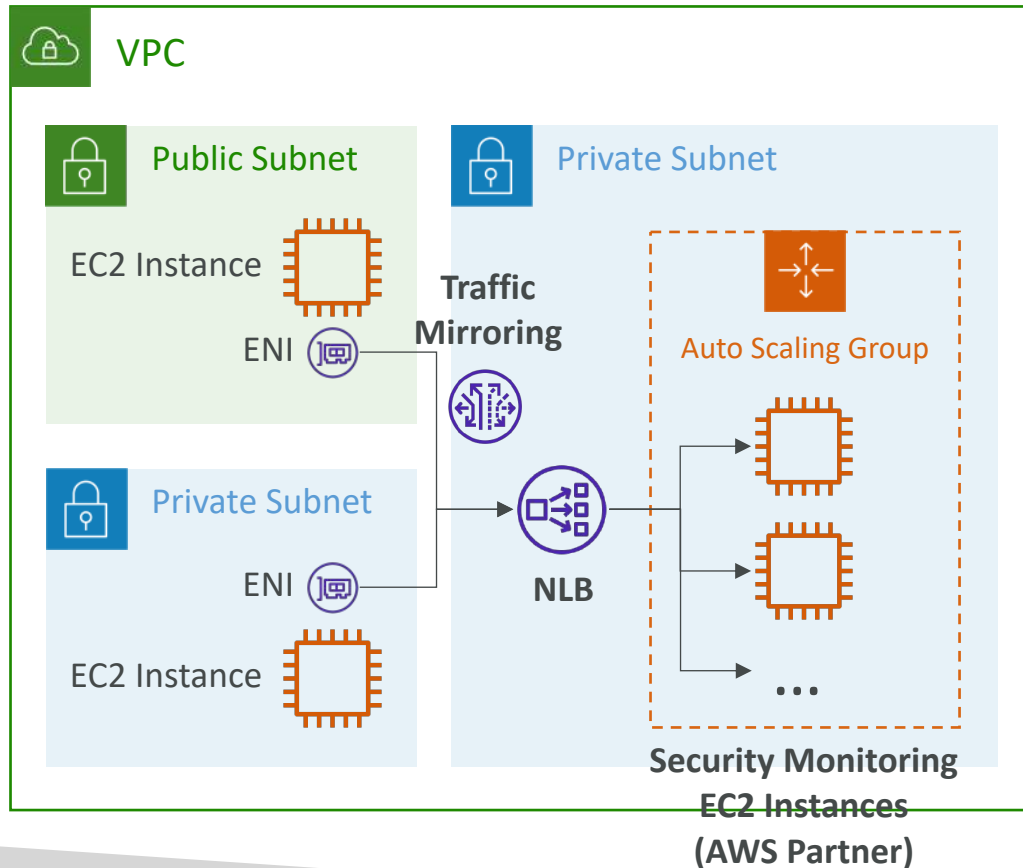 VPC
Public Subnet
EC2 Instance
ENI
Private Subnet
ENI
EC2 Instance
Private Subnet
Traffic
Mirroring
NLB
Auto Scaling Group
...
Security Monitoring
EC2 Instances
(AWS Partner)